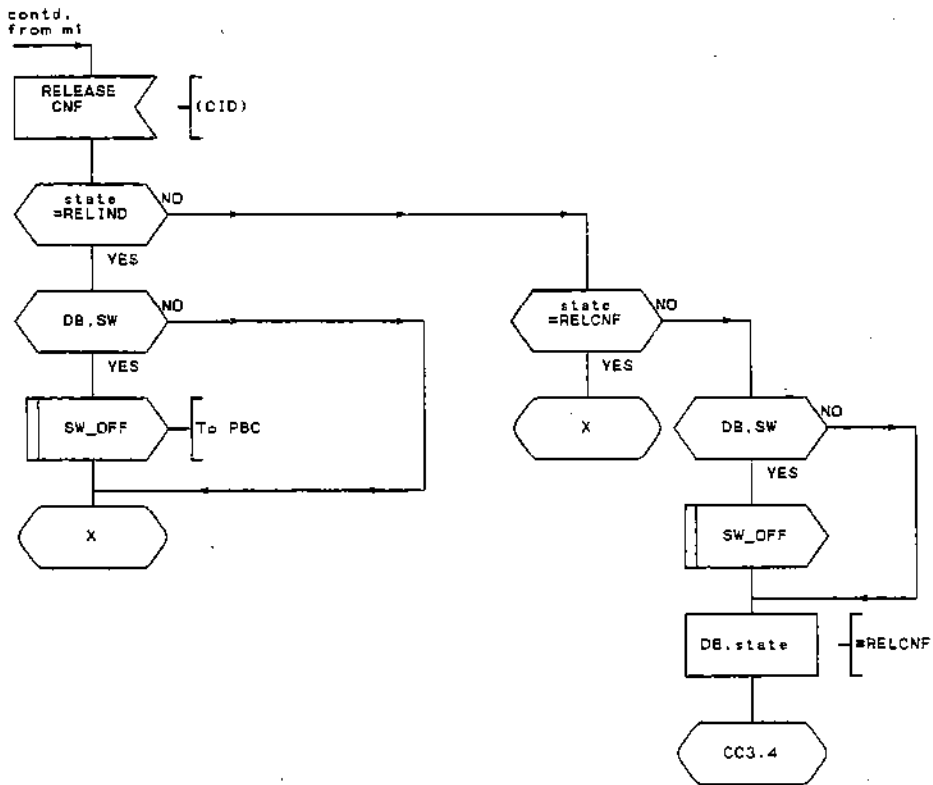 contd.
from m1
RELEASE
CNF
(CID)
state
=RELIND
NO
YES
DB.SW
NO
YES
SW_OFF
To PBC
X
state
=RELCNF
NO
YES
X
DB.SW
NO
YES
SW_OFF
DB.state
=RELCNF
CC3.4